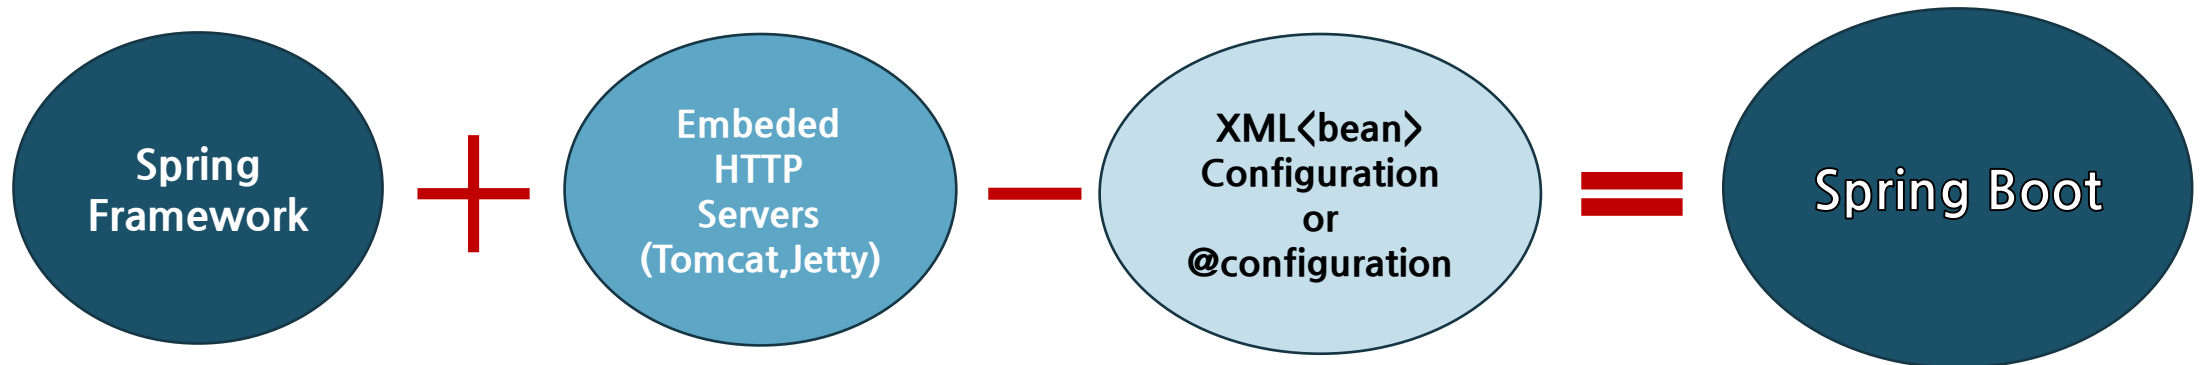 Spring
Framework
Embeded
HTTP
Servers
(Tomcat,Jetty)
XML<bean>
Configuration
or
@configuration
Spring Boot